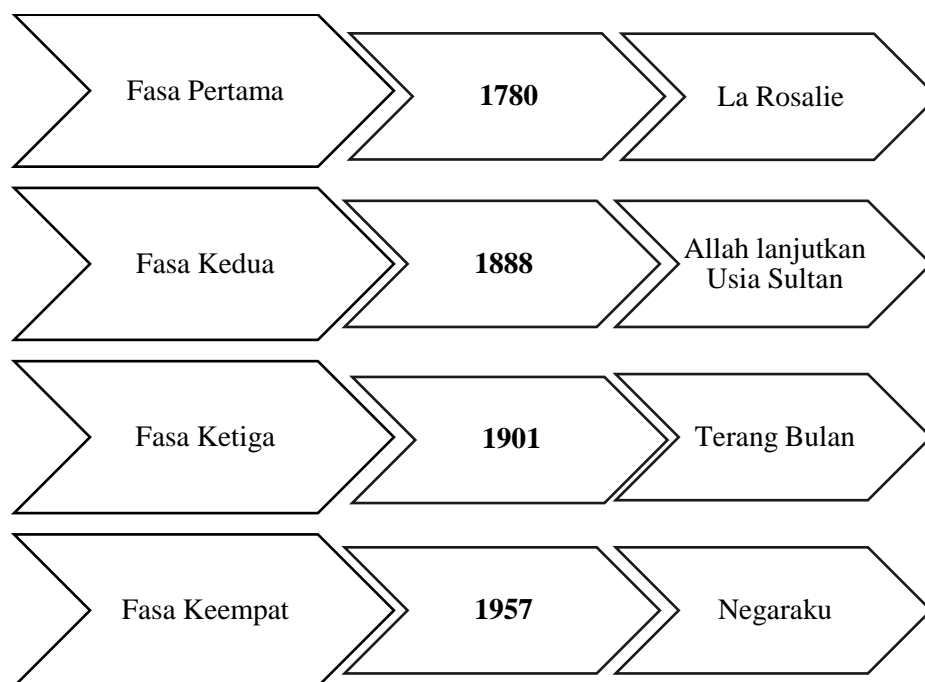 Fasa Pertama
1780
La Rosalie
Fasa Kedua
1888
Allah lanjutkan
Usia Sultan
Fasa Ketiga
1901
Terang Bulan
Fasa Keempat
1957
Negaraku